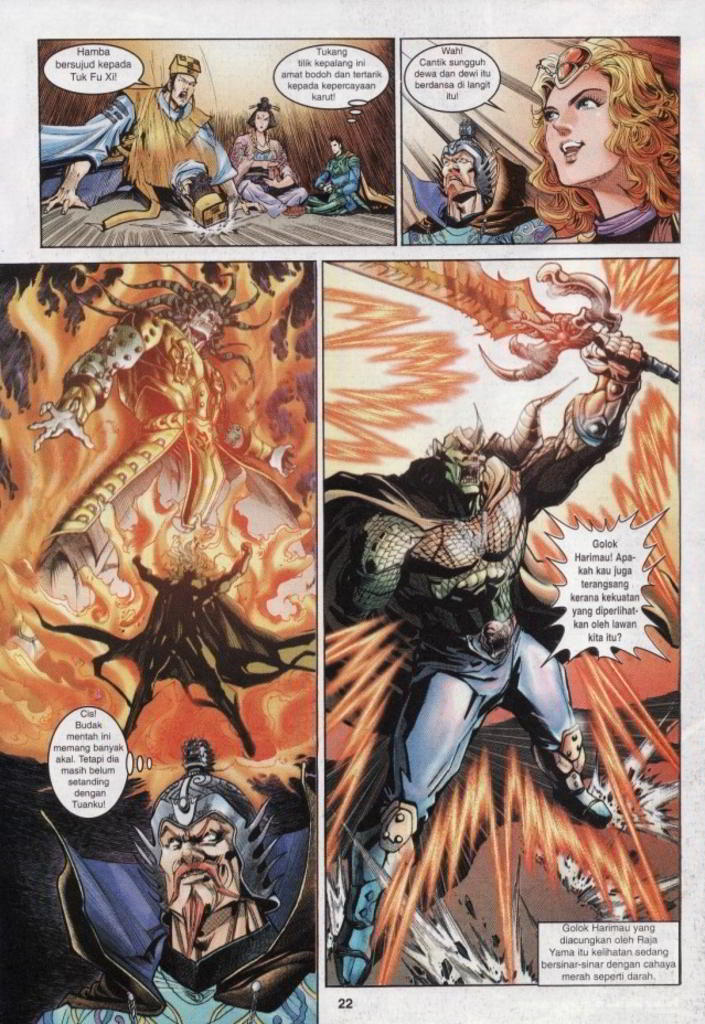 Hamba
bersujud kepada
Tuk Fu Xi!
Tukang
tilik kepalang ini
amat bodoh dan tertarik
kepada kepercayaan
karut!
Wah!
Cantik sungguh
dewa dan dewi itu
berdansa di langit
itu!
Cis!
Budak
mentah ini
memang banyak
akal. Tetapi dia
masih belum
setanding
dengan
Tuanku!
Golok
Harimau! Apa-
kah kau juga
terangsang
kerana kekuatan
yang diperlihat-
kan oleh lawan
kita itu?
Golok Harimau yang
diacungkan oleh Raja
Yama itu kelihatan sedang
bersinar-sinar dengan cahaya
merah seperti darah.
22